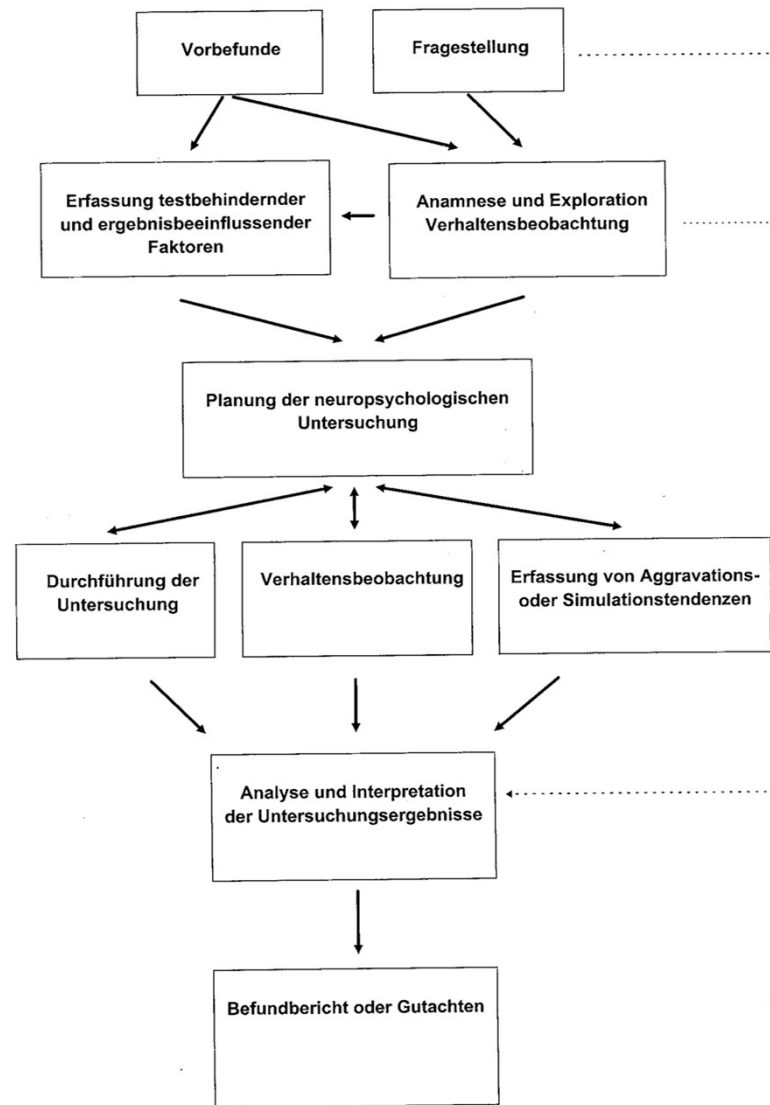 Vorbefunde
Fragestellung
Erfassung testbehindernder
und ergebnisbeeinflussender
Faktoren
Anamnese und Exploration
Verhaltensbeobachtung
Planung der neuropsychologischen
Untersuchung
Durchführung der
Untersuchung
Verhaltensbeobachtung
Erfassung von Aggravations-
oder Simulationstendenzen
Analyse und Interpretation
der Untersuchungsergebnisse
Befundbericht oder Gutachten